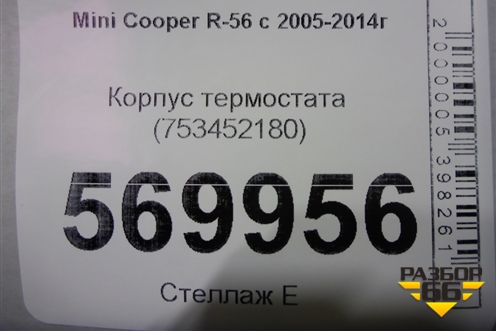 Mini Cooper R-56 с 2005-2014г
Корпус термостата
(753452180)
569956
Стеллаж Е
2000005398261
РАЗБОР
66